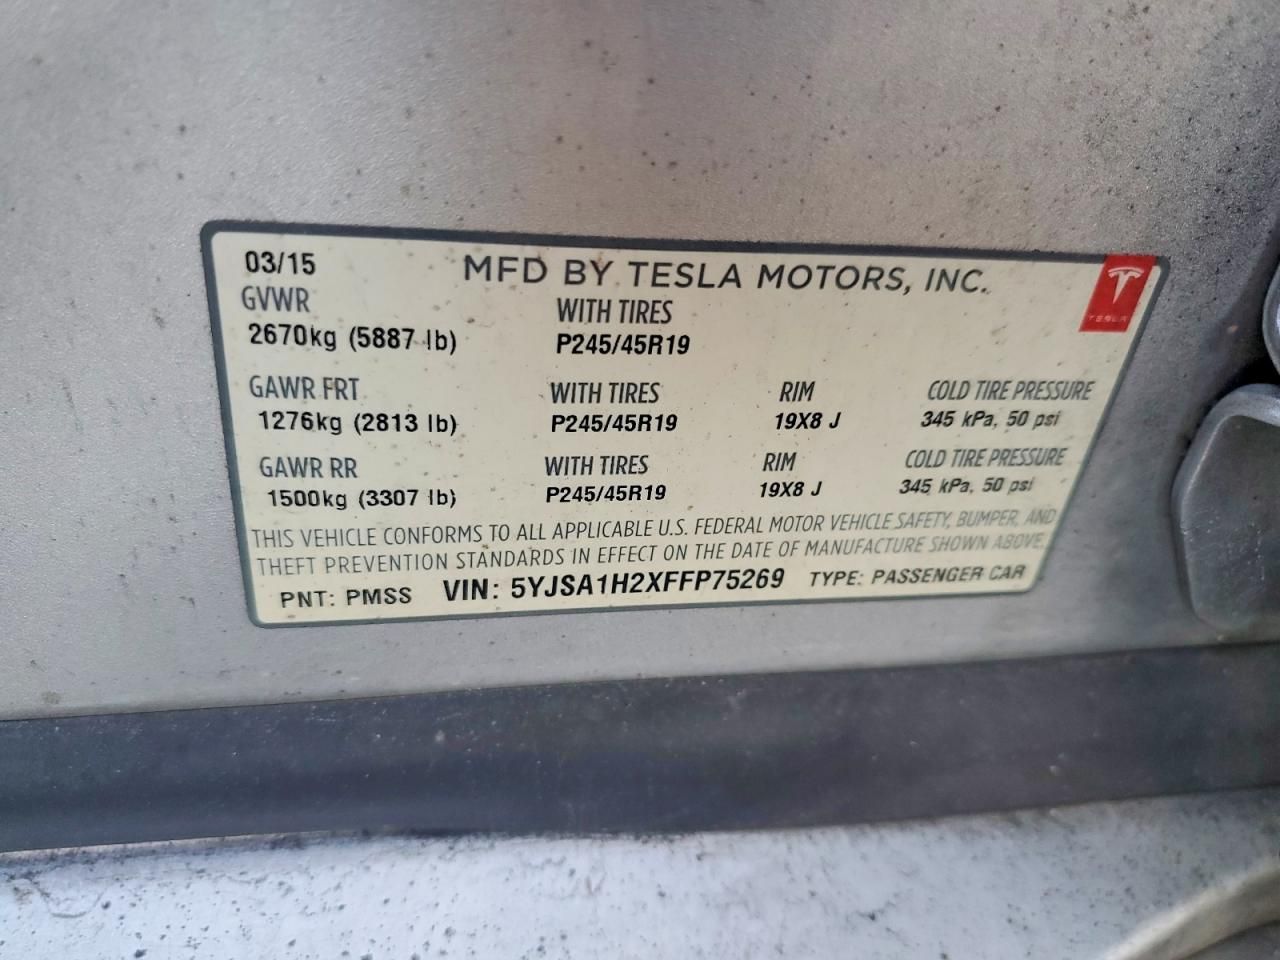 03/15 MFD BY TESLA MOTORS, INC.
TESLA
GVWR WITH TIRES
2670kg (5887 lb) P245/45R19
GAWR FRT WITH TIRES RIM COLD TIRE PRESSURE
1276kg (2813 lb) P245/45R19 19X8 J 345 kPa, 50 psi
GAWR RR WITH TIRES RIM COLD TIRE PRESSURE
1500kg (3307 lb) P245/45R19 19X8 J 345 kPa, 50 psi
THIS VEHICLE CONFORMS TO ALL APPLICABLE U.S. FEDERAL MOTOR VEHICLE SAFETY, BUMPER, AND
THEFT PREVENTION STANDARDS IN EFFECT ON THE DATE OF MANUFACTURE SHOWN ABOVE.
PNT: PMSS VIN: 5YJSA1H2XFFP75269 TYPE: PASSENGER CAR